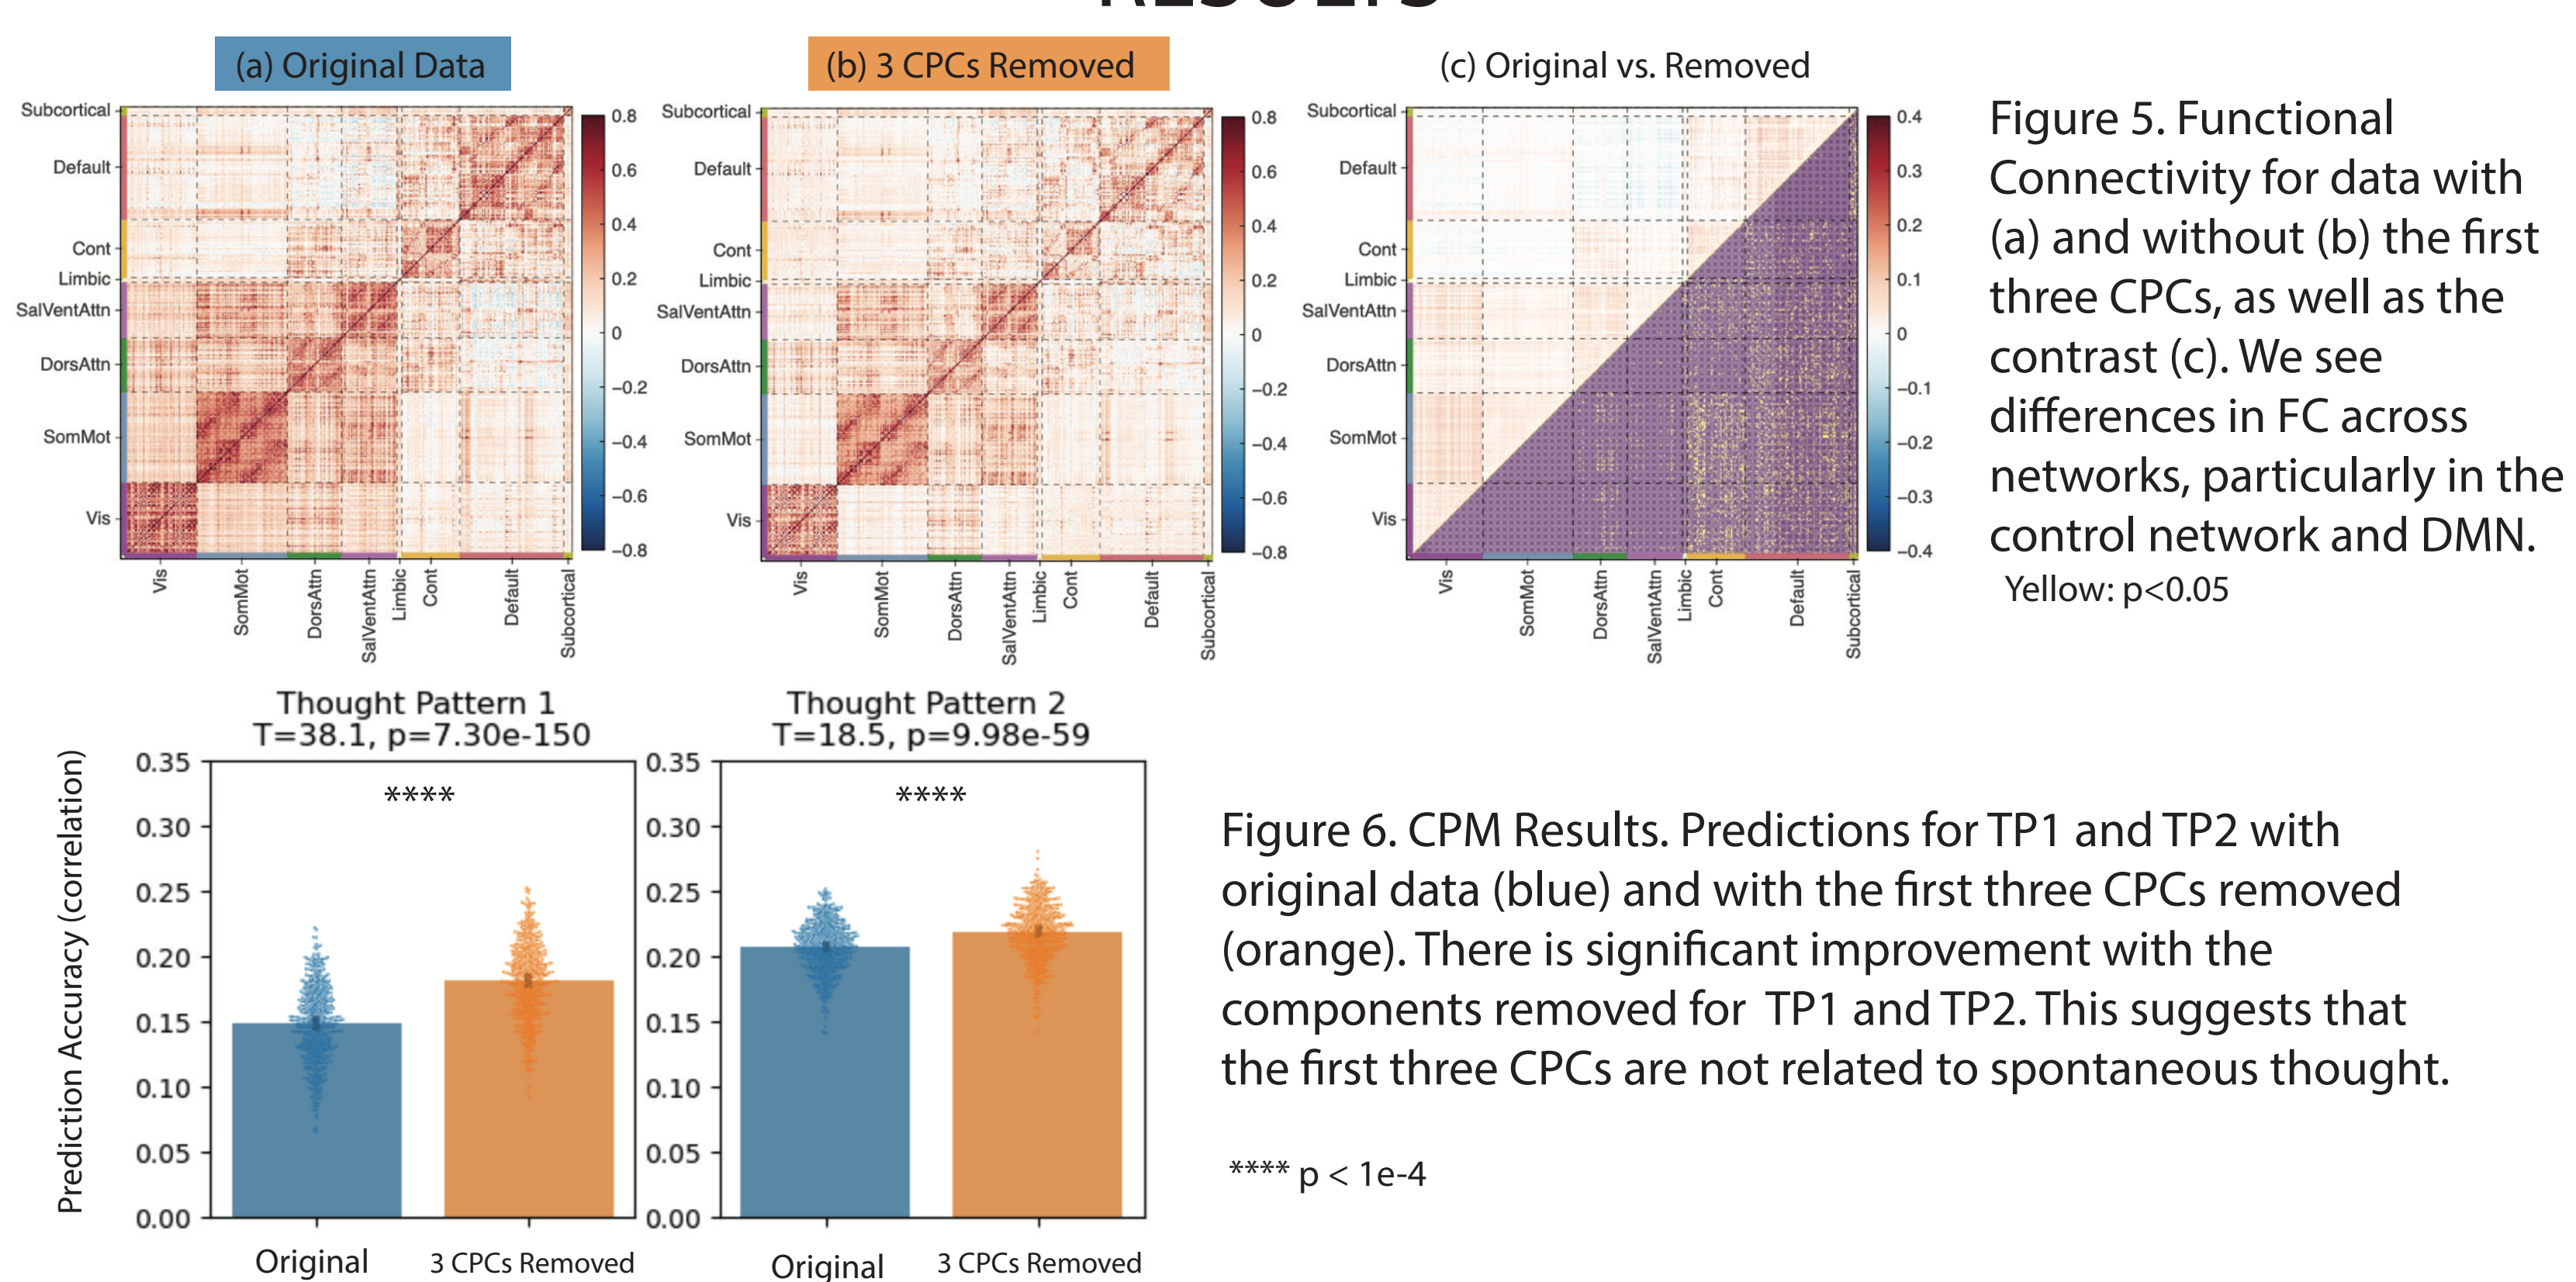 RESULTS
(a) Original Data
(b) 3 CPCs Removed
(c) Original vs. Removed
Subcortical
Default
Cont
Limbic
SalVentAttn
DorsAttn
SomMot
Vis
0.8
0.6
0.4
0.2
0
−0.2
−0.4
−0.6
−0.8
Vis
SomMot
DorsAttn
SalVentAttn
Limbic
Cont
Default
Subcortical
Subcortical
Default
Cont
Limbic
SalVentAttn
DorsAttn
SomMot
Vis
0.8
0.6
0.4
0.2
0
−0.2
−0.4
−0.6
−0.8
Vis
SomMot
DorsAttn
SalVentAttn
Limbic
Cont
Default
Subcortical
Subcortical
Default
Cont
Limbic
SalVentAttn
DorsAttn
SomMot
Vis
0.4
0.3
0.2
0.1
0
−0.1
−0.2
−0.3
−0.4
Vis
SomMot
DorsAttn
SalVentAttn
Limbic
Cont
Default
Subcortical
Figure 5. Functional
Connectivity for data with
(a) and without (b) the first
three CPCs, as well as the
contrast (c). We see
differences in FC across
networks, particularly in the
control network and DMN.
Yellow: p<0.05
Thought Pattern 1
T=38.1, p=7.30e-150
Prediction Accuracy (correlation)
0.35
0.30
0.25
0.20
0.15
0.10
0.05
0.00
****
Original
3 CPCs Removed
Thought Pattern 2
T=18.5, p=9.98e-59
0.35
0.30
0.25
0.20
0.15
0.10
0.05
0.00
****
Original
3 CPCs Removed
Figure 6. CPM Results. Predictions for TP1 and TP2 with
original data (blue) and with the first three CPCs removed
(orange). There is significant improvement with the
components removed for TP1 and TP2. This suggests that
the first three CPCs are not related to spontaneous thought.
**** p < 1e-4